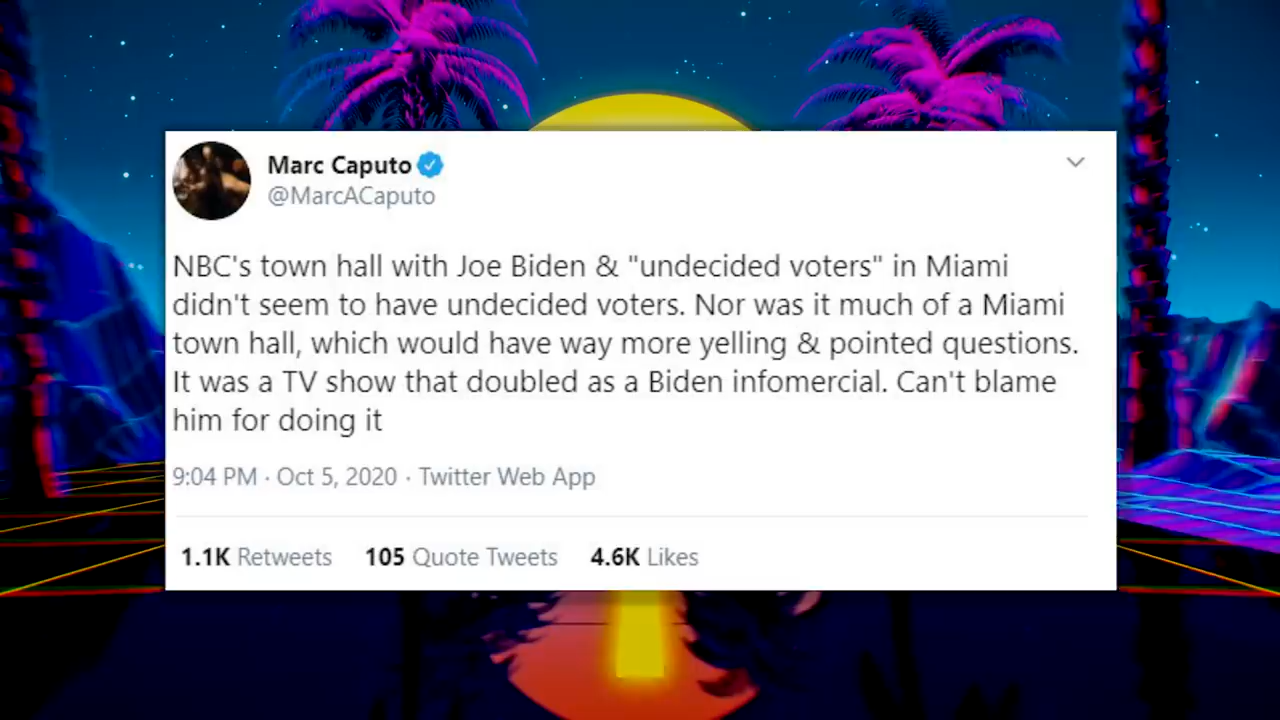 Marc Caputo
@MarcACaputo
NBC's town hall with Joe Biden & "undecided voters" in Miami
didn't seem to have undecided voters. Nor was it much of a Miami
town hall, which would have way more yelling & pointed questions.
It was a TV show that doubled as a Biden infomercial. Can't blame
him for doing it
9:04 PM · Oct 5, 2020 · Twitter Web App
1.1K Retweets 105 Quote Tweets 4.6K Likes